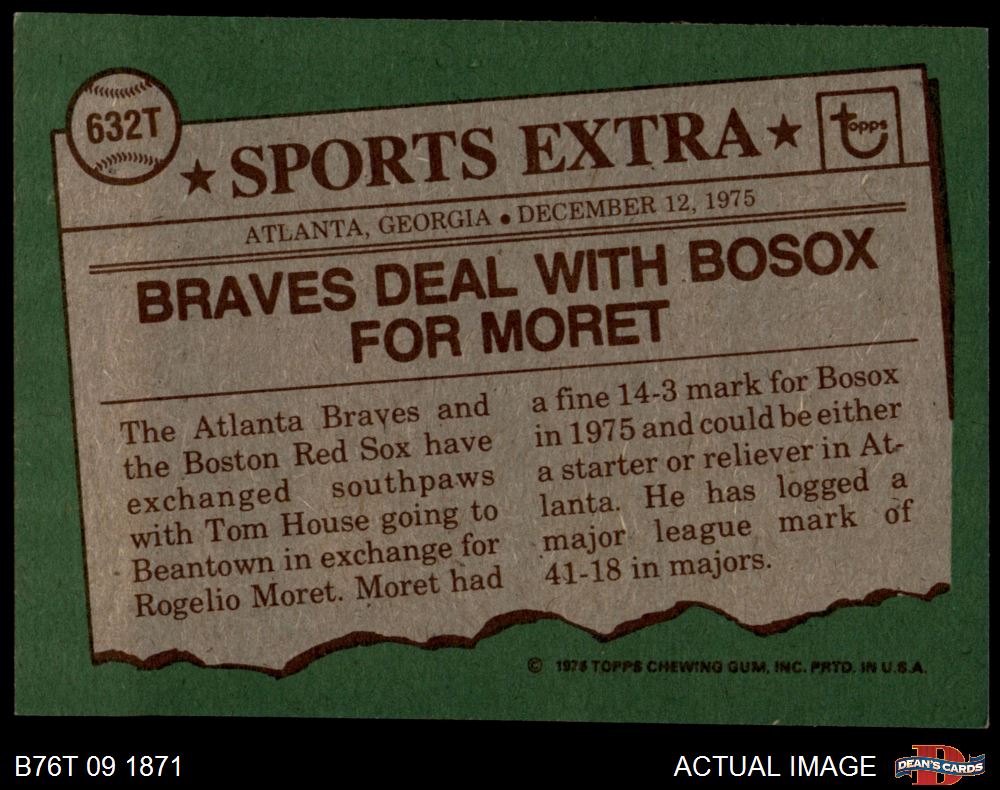 632T
★ SPORTS EXTRA ★
topps
ATLANTA, GEORGIA • DECEMBER 12, 1975
BRAVES DEAL WITH BOSOX
FOR MORET
The Atlanta Braves and
the Boston Red Sox have
exchanged southpaws
with Tom House going to
Beantown in exchange for
Rogelio Moret. Moret had
a fine 14-3 mark for Bosox
in 1975 and could be either
a starter or reliever in At-
lanta. He has logged a
major league mark of
41-18 in majors.
© 1976 TOPPS CHEWING GUM, INC. PRTD. IN U.S.A.
B76T 09 1871
ACTUAL IMAGE
DEAN'S CARDS